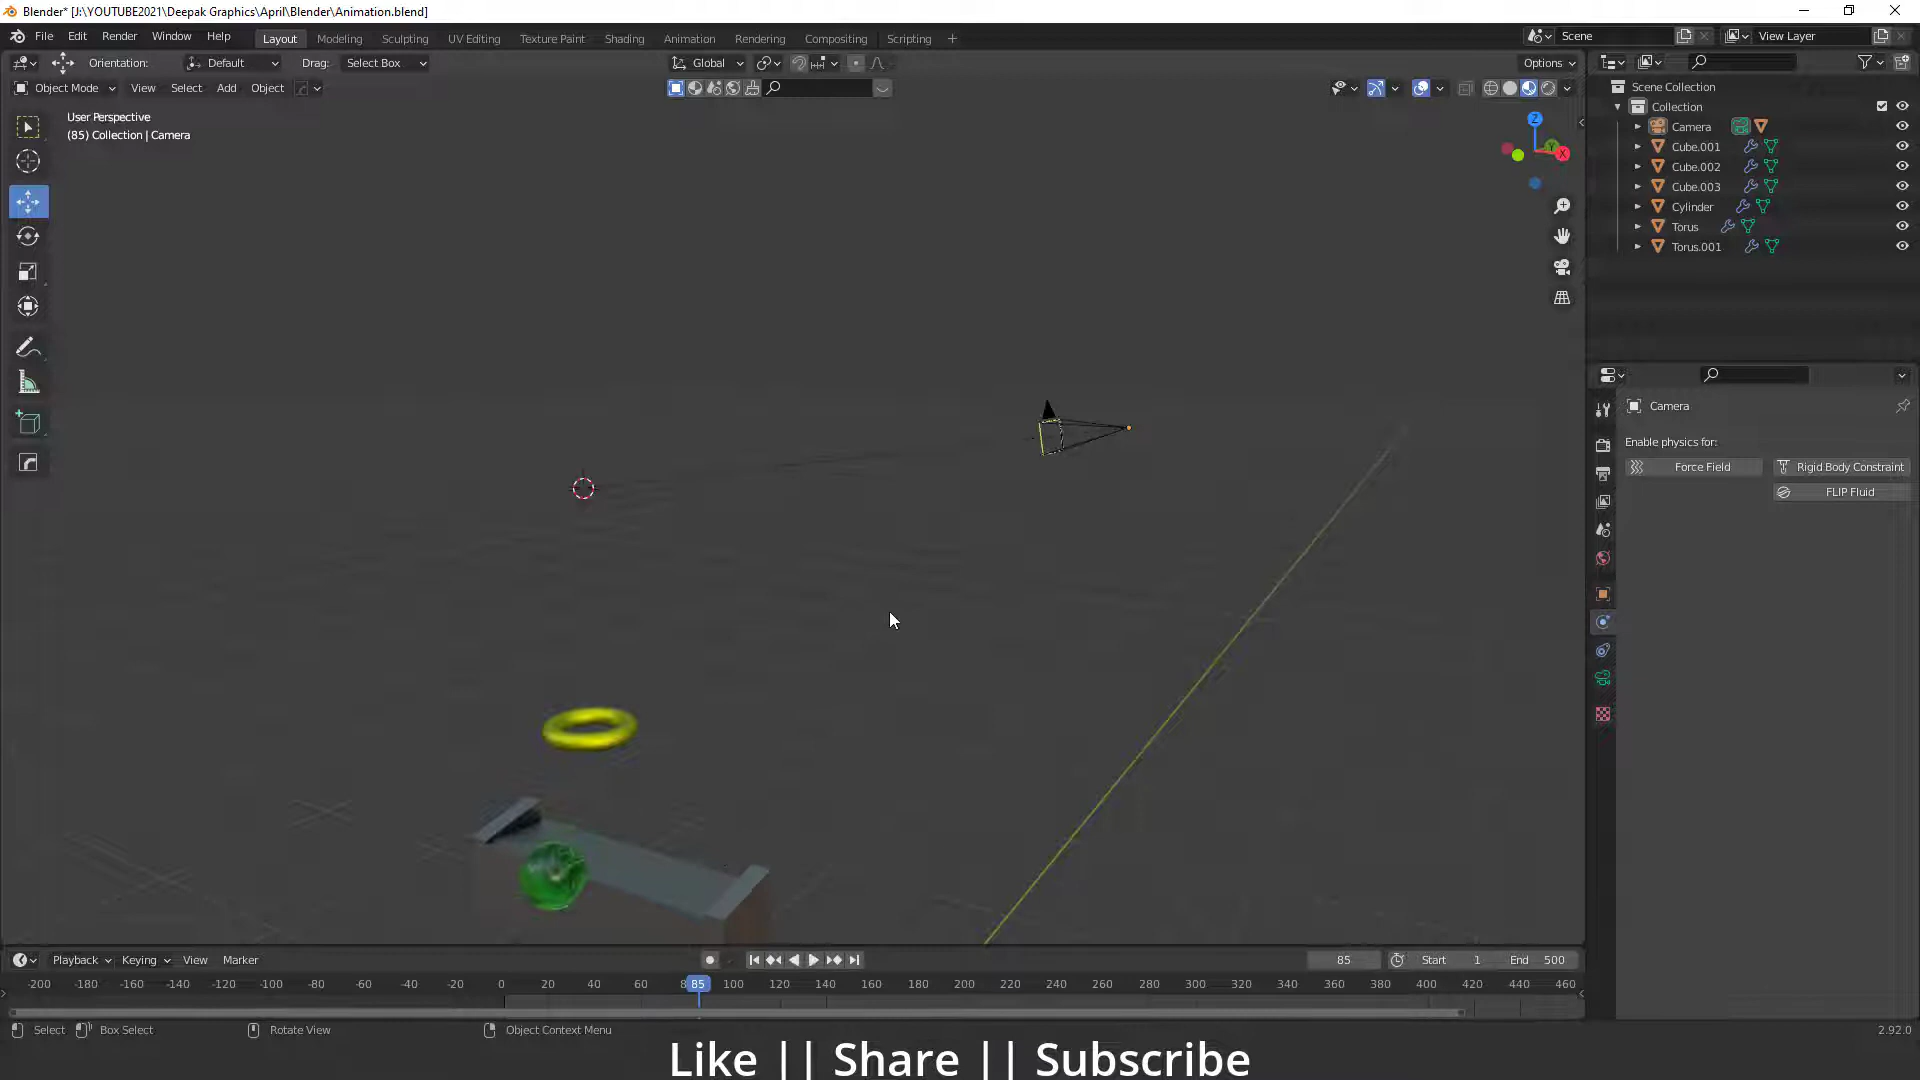 Blender* [J:\YOUTUBE2021\Deepak Graphics\April\Blender\Animation.blend]
File Edit Render Window Help Layout Modeling Sculpting UV Editing Texture Paint Shading Animation Rendering Compositing Scripting + Scene View Layer
Orientation: Default Drag: Select Box Global Options
Object Mode View Select Add Object
User Perspective
(85) Collection | Camera
Z
Y
X
Scene Collection
Collection
Camera
Cube.001
Cube.002
Cube.003
Cylinder
Torus
Torus.001
Camera
Enable physics for:
Force Field Rigid Body Constraint
FLIP Fluid
Playback Keying View Marker 85 Start 1 End 500
-200 -180 -160 -140 -120 -100 -80 -60 -40 -20 0 20 40 60 8 85 100 120 140 160 180 200 220 240 260 280 300 320 340 360 380 400 420 440 460
Select Box Select Rotate View Object Context Menu 2.92.0
Like || Share || Subscribe